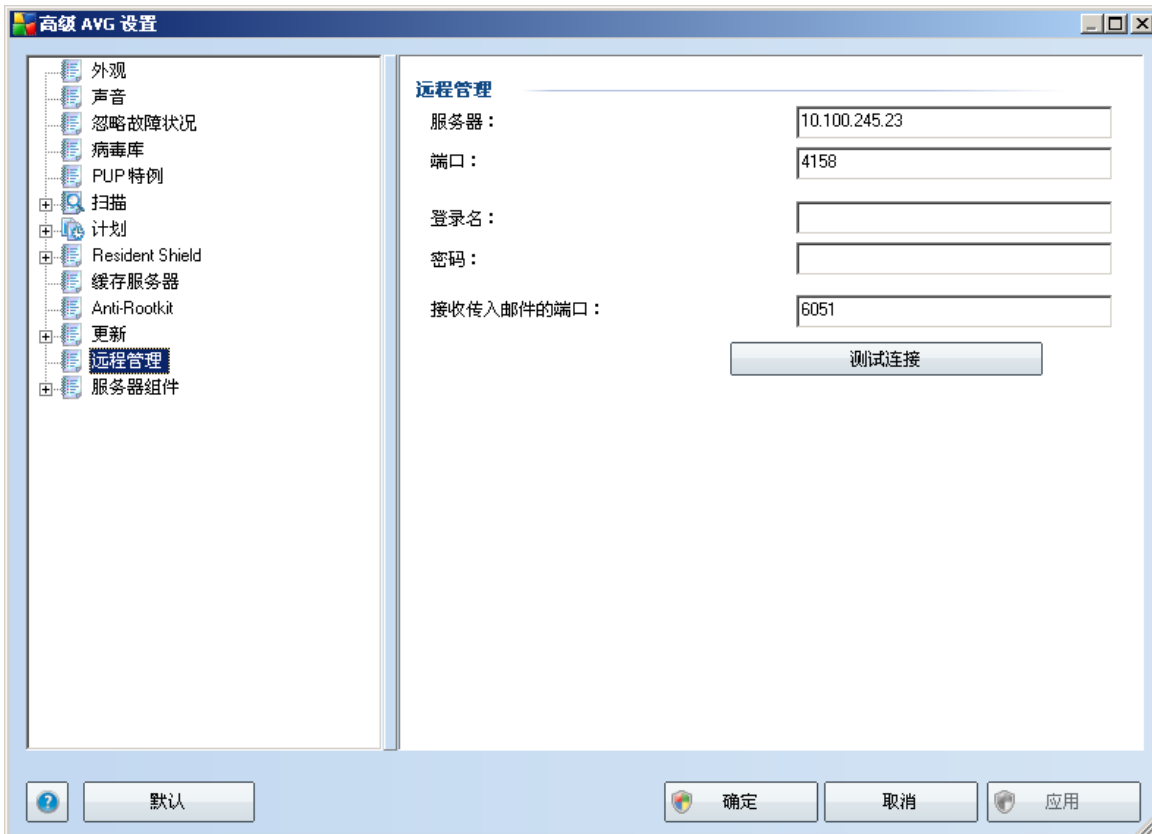 高级 AVG 设置
外观
声音
忽略故障状况
病毒库
PUP 特例
扫描
计划
Resident Shield
缓存服务器
Anti-Rootkit
更新
远程管理
服务器组件
远程管理
服务器： 10.100.245.23
端口： 4158
登录名：
密码：
接收传入邮件的端口： 6051
测试连接
默认 确定 取消 应用